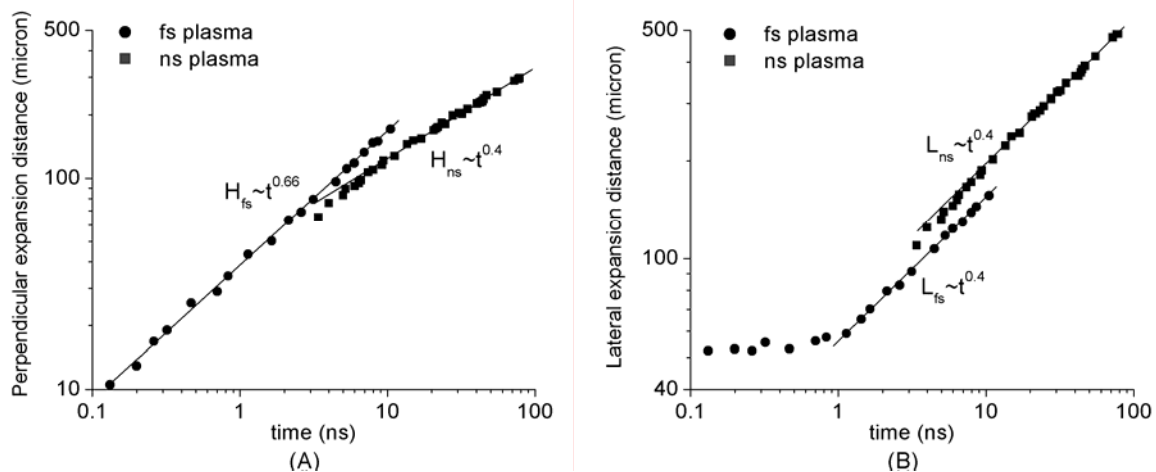 500
fs plasma
ns plasma
Perpendicular expansion distance (micron)
100
H_fs~t^0.66
H_ns~t^0.4
10
0.1
1
10
100
time (ns)
(A)
500
fs plasma
ns plasma
Lateral expansion distance (micron)
L_ns~t^0.4
100
L_fs~t^0.4
40
0.1
1
10
100
time (ns)
(B)